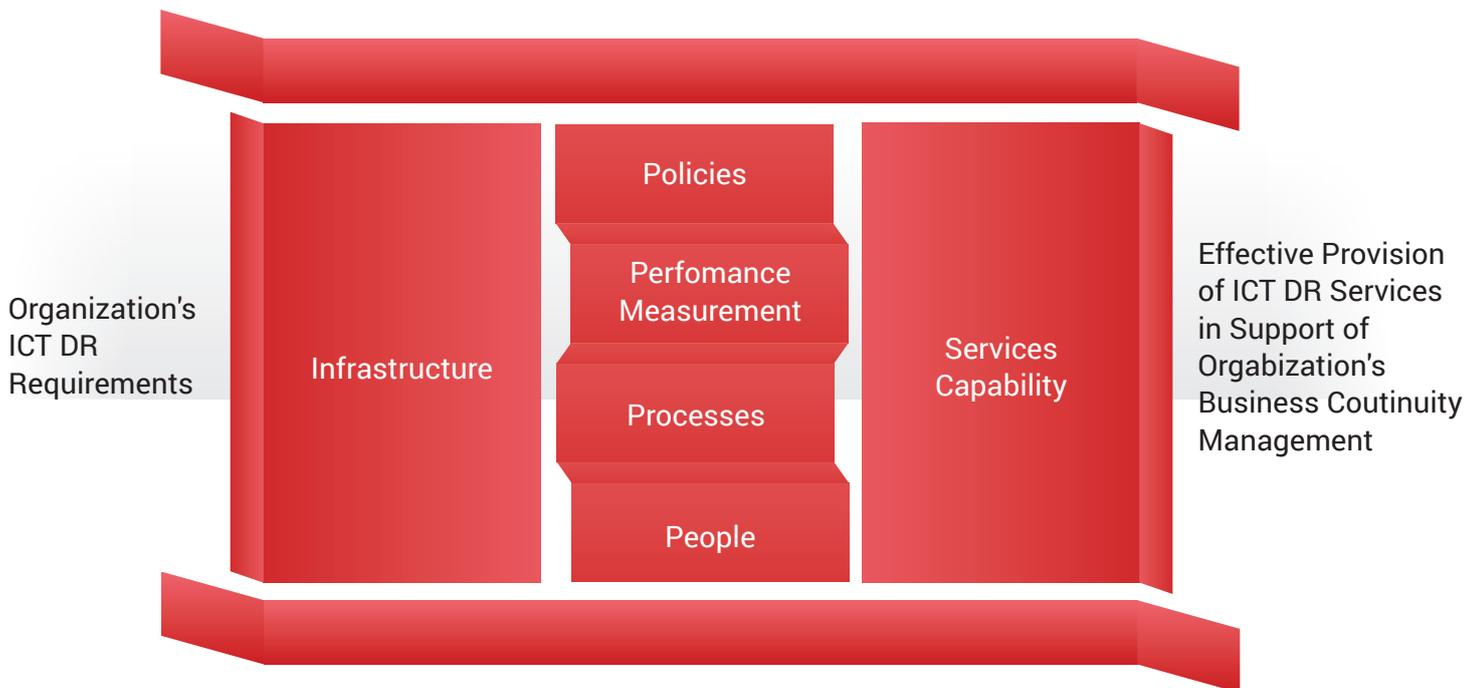 Organization's
ICT DR
Requirements
Infrastructure
Policies
Perfomance
Measurement
Processes
People
Services
Capability
Effective Provision
of ICT DR Services
in Support of
Orgabization's
Business Coutinuity
Management